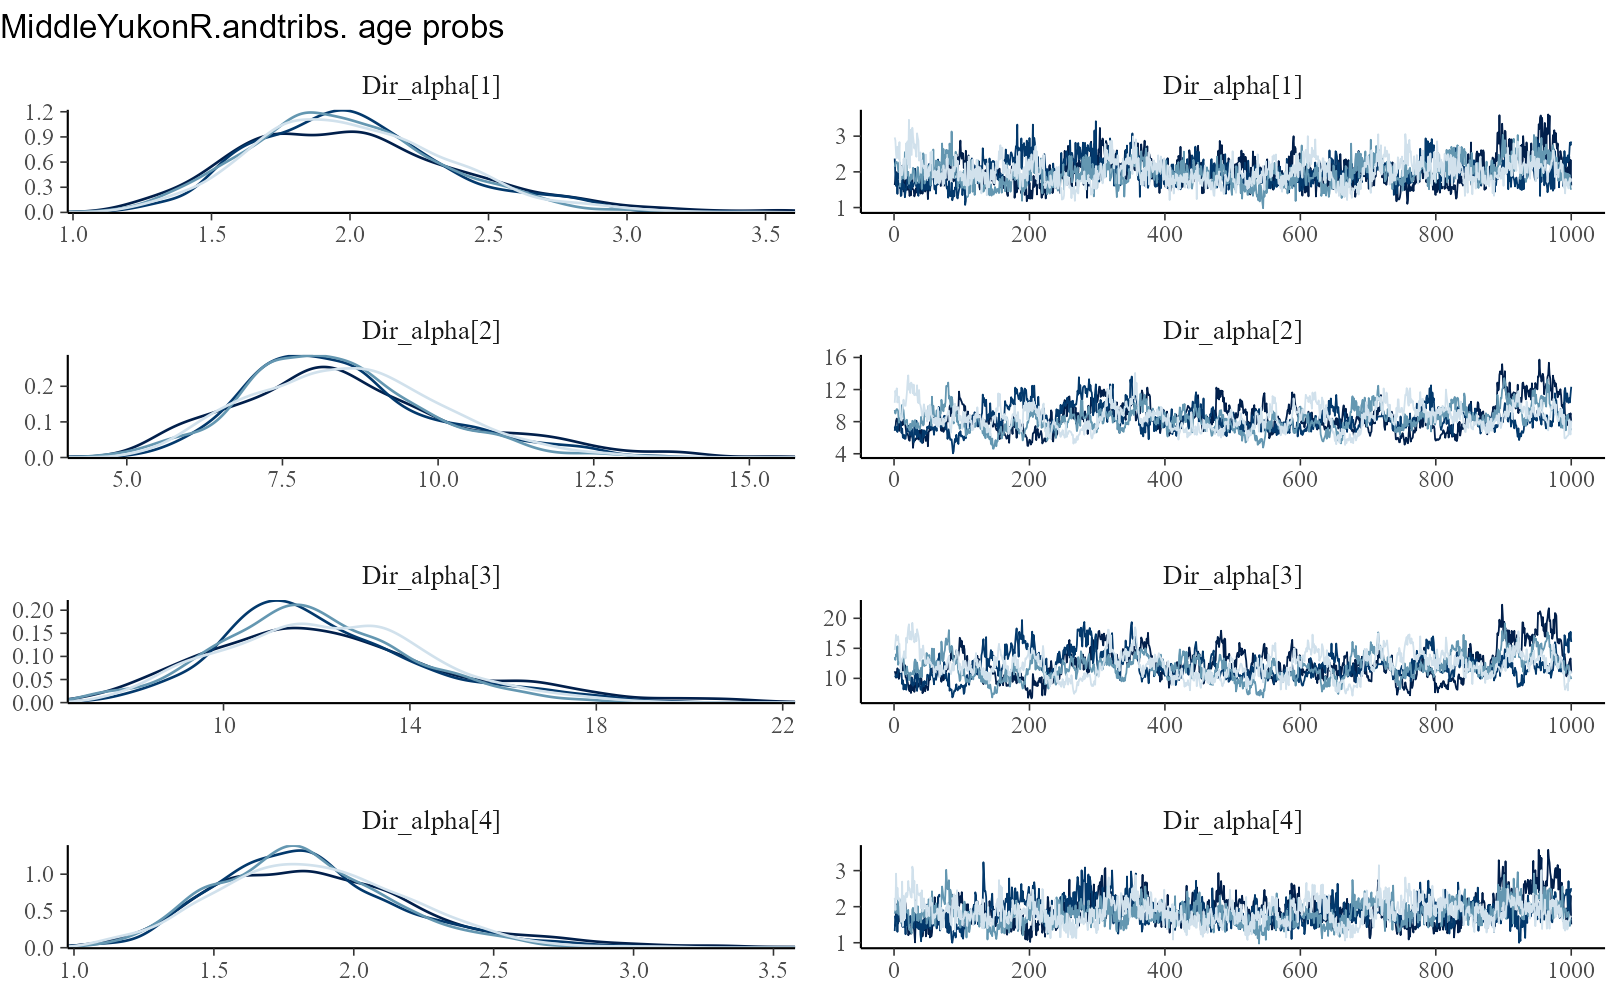 MiddleYukonR.andtribs. age probs
Dir_alpha[1]
1.2
0.9
0.6
0.3
0.0
1.0 1.5 2.0 2.5 3.0 3.5
Dir_alpha[1]
3
2
1
0 200 400 600 800 1000
Dir_alpha[2]
0.2
0.1
0.0
5.0 7.5 10.0 12.5 15.0
Dir_alpha[2]
16
12
8
4
0 200 400 600 800 1000
Dir_alpha[3]
0.20
0.15
0.10
0.05
0.00
10 14 18 22
Dir_alpha[3]
20
15
10
0 200 400 600 800 1000
Dir_alpha[4]
1.0
0.5
0.0
1.0 1.5 2.0 2.5 3.0 3.5
Dir_alpha[4]
3
2
1
0 200 400 600 800 1000